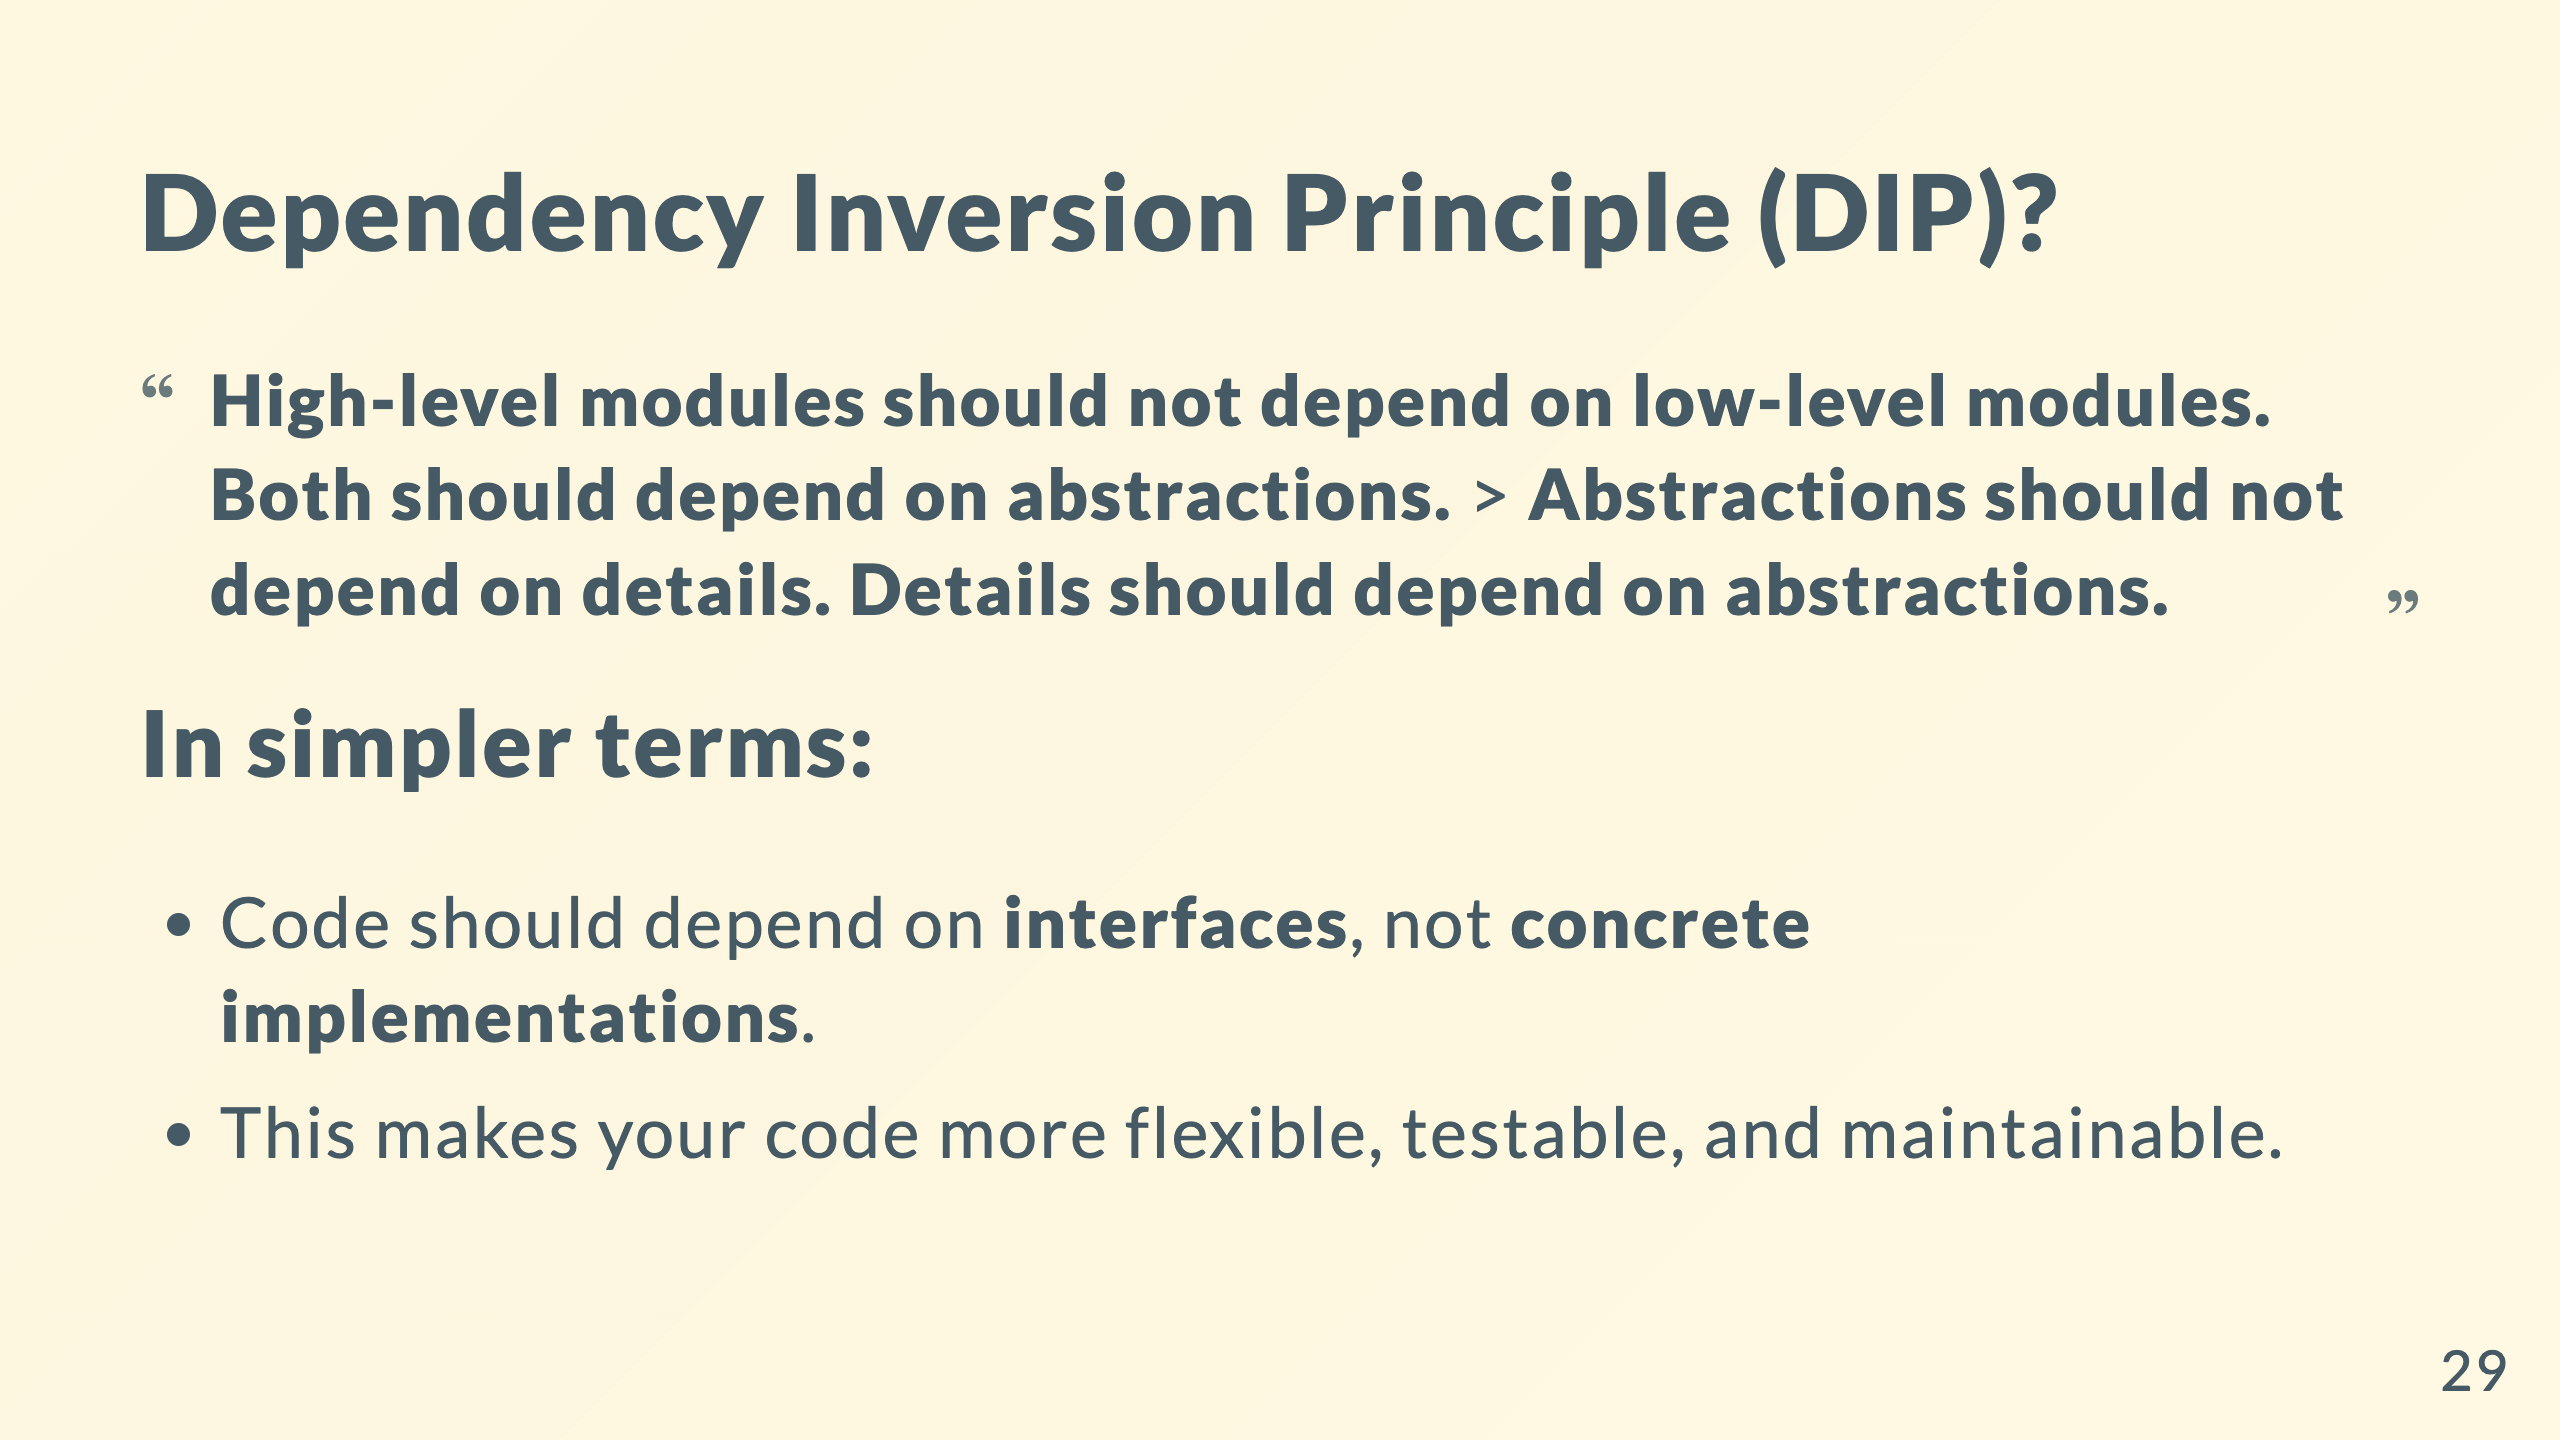 Dependency Inversion Principle (DIP)?
“ High-level modules should not depend on low-level modules.
Both should depend on abstractions. > Abstractions should not
depend on details. Details should depend on abstractions. ”
In simpler terms:
• Code should depend on interfaces, not concrete
implementations.
• This makes your code more flexible, testable, and maintainable.
29